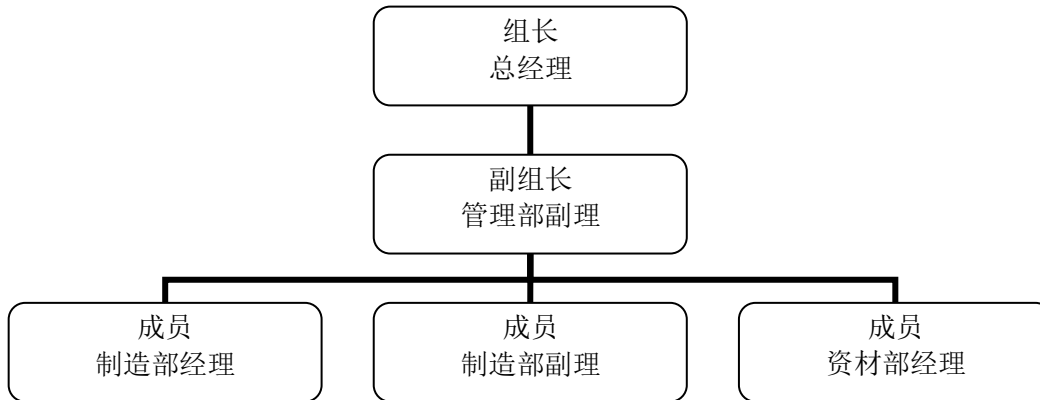 组长
总经理
副组长
管理部副理
成员
制造部经理
成员
制造部副理
成员
资材部经理